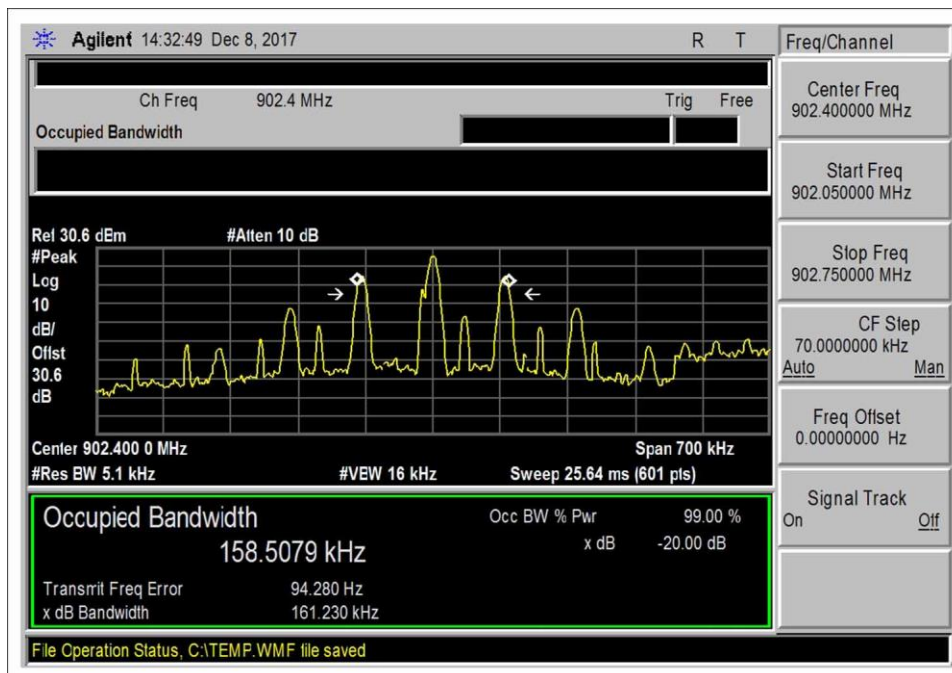 Agilent 14:32:49 Dec 8, 2017 R T
Freq/Channel
Ch Freq 902.4 MHz Trig Free
Occupied Bandwidth
Center Freq
902.400000 MHz
Start Freq
902.050000 MHz
Stop Freq
902.750000 MHz
CF Step
70.0000000 kHz
Auto Man
Freq Offset
0.00000000 Hz
Signal Track
On Off
Ref 30.6 dBm #Atten 10 dB
#Peak
Log
10
dB/
Offst
30.6
dB
Center 902.400 0 MHz Span 700 kHz
#Res BW 5.1 kHz #VBW 16 kHz Sweep 25.64 ms (601 pts)
Occupied Bandwidth Occ BW % Pwr 99.00 %
158.5079 kHz x dB -20.00 dB
Transmit Freq Error 94.280 Hz
x dB Bandwidth 161.230 kHz
File Operation Status, C:\TEMP.WMF file saved